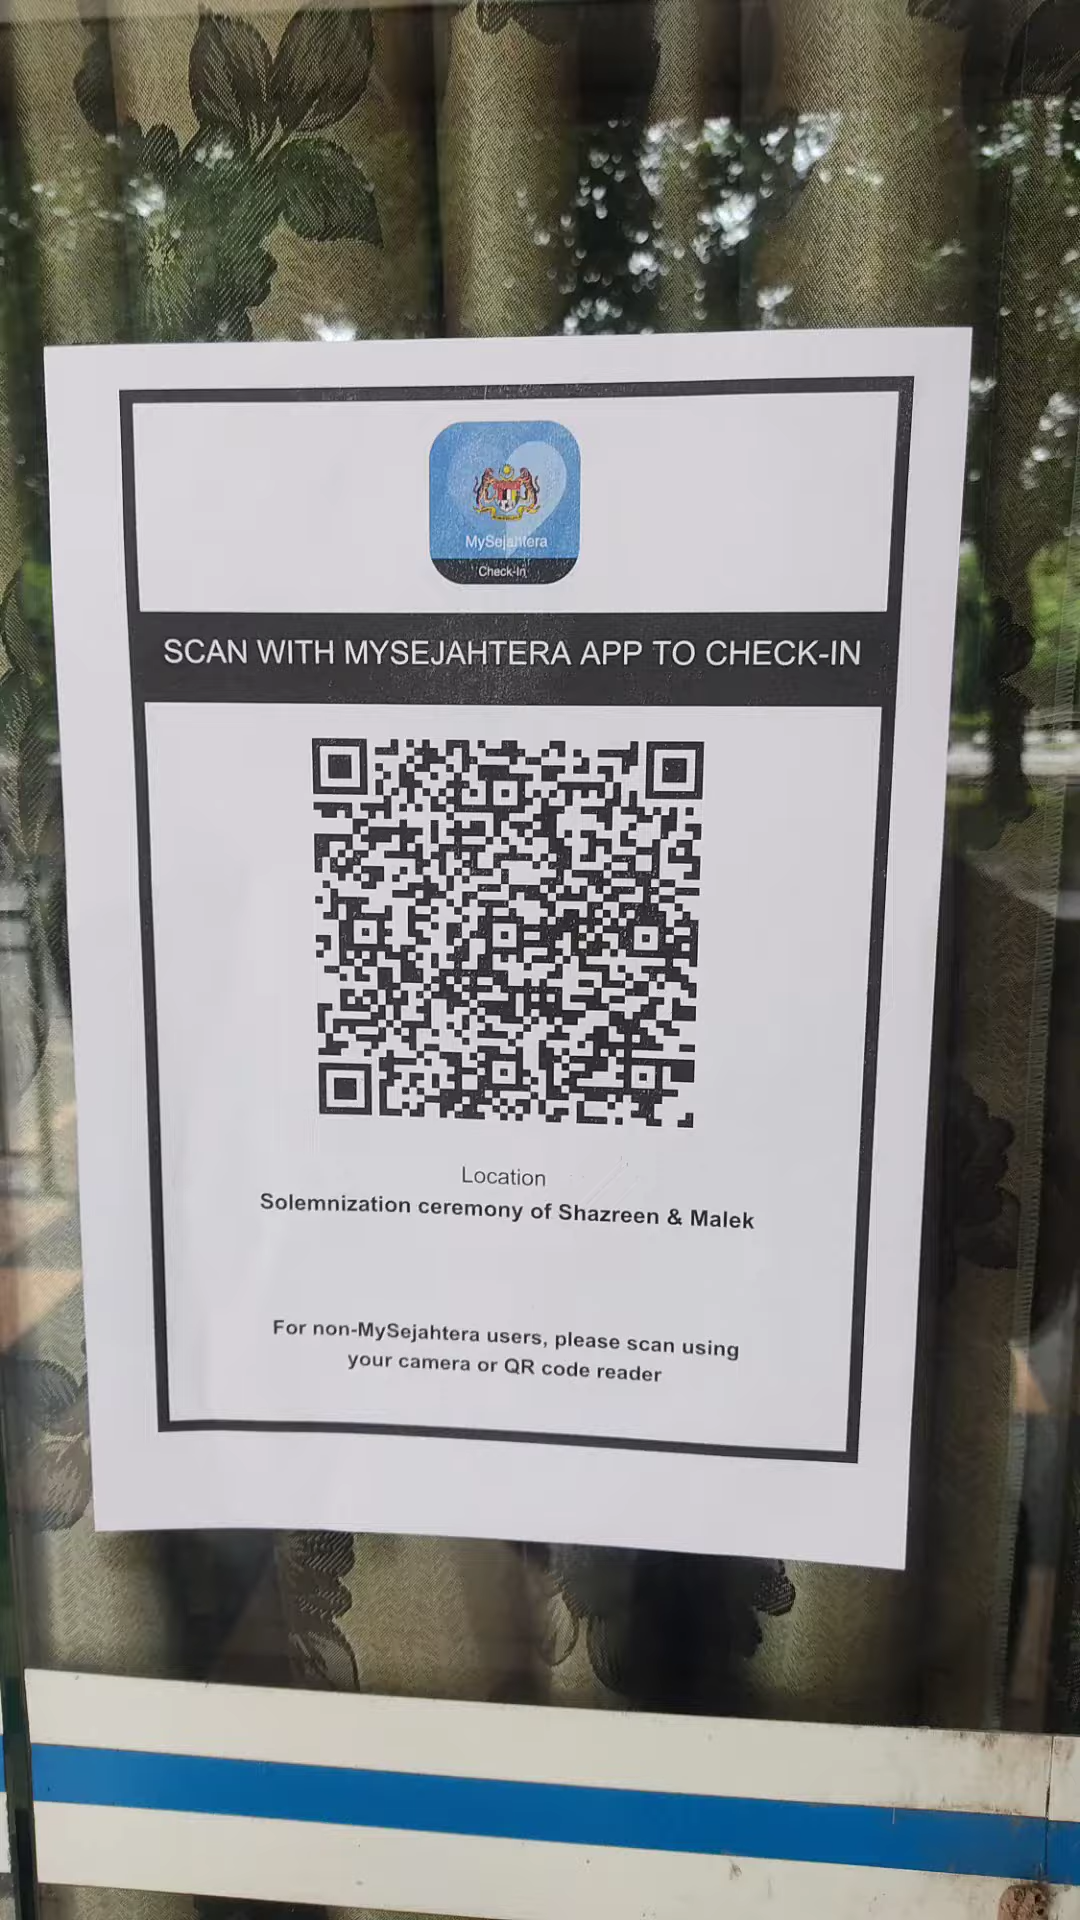 MySejahtera
Check-In
SCAN WITH MYSEJAHTERA APP TO CHECK-IN
Location
Solemnization ceremony of Shazreen & Malek
For non-MySejahtera users, please scan using
your camera or QR code reader